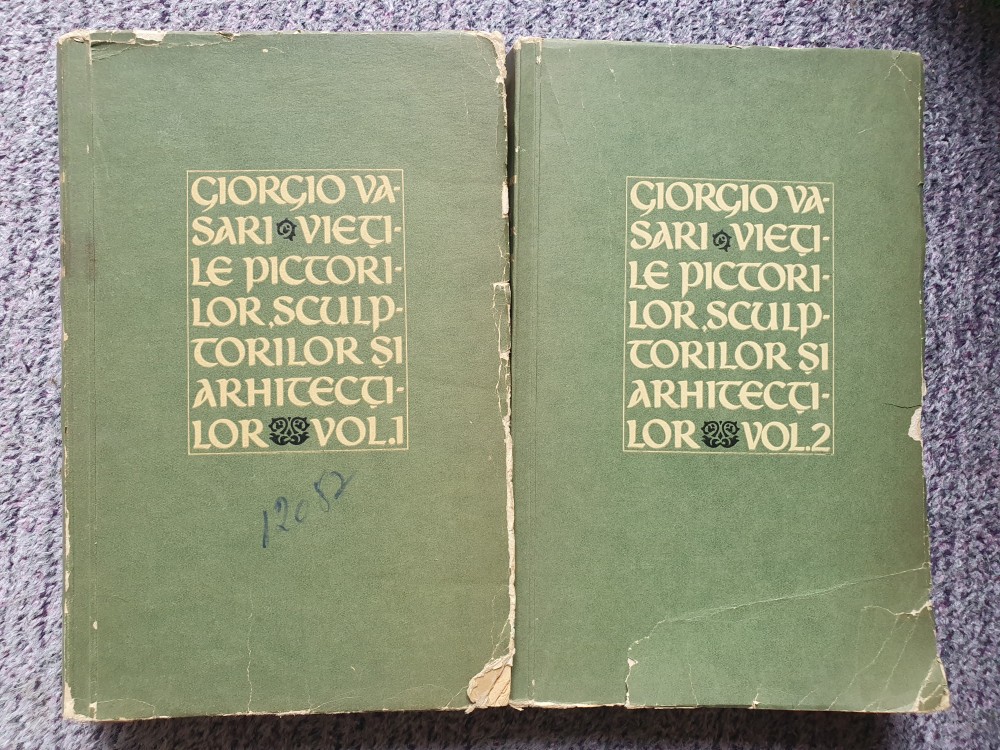 GIORGIO VA-
SARI VIEȚI-
LE PICTORI-
LOR, SCULP-
TORILOR ȘI
ARHITECȚI-
LOR VOL.1
12052
GIORGIO VA-
SARI VIEȚI-
LE PICTORI-
LOR, SCULP-
TORILOR ȘI
ARHITECȚI-
LOR VOL.2